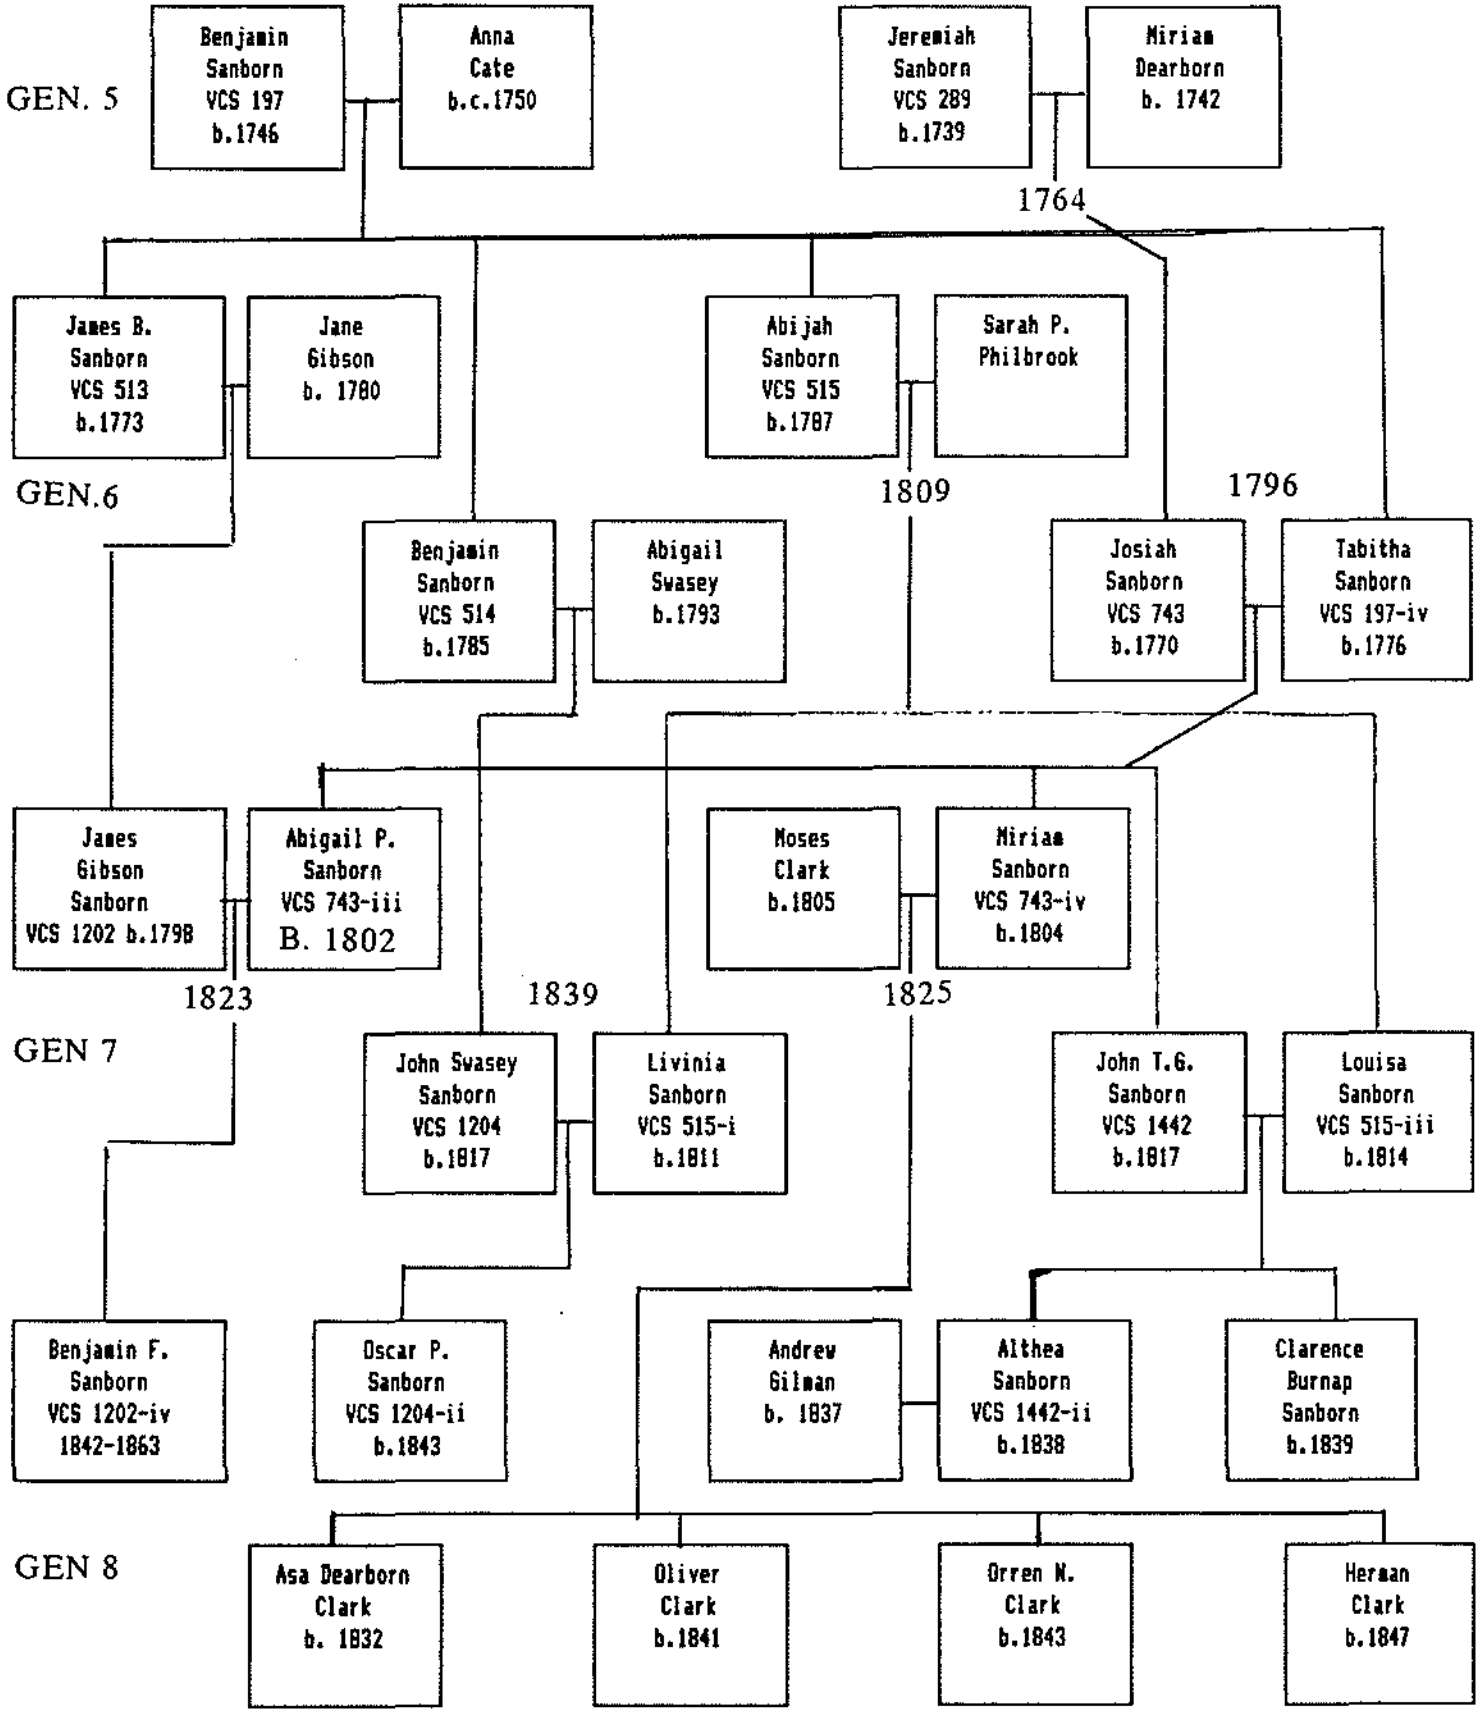 GEN. 5
Benjamin
Sanborn
VCS 197
b.1746
Anna
Cate
b.c.1750
Jeremiah
Sanborn
VCS 289
b.1739
Miriam
Dearborn
b. 1742
1764
James B.
Sanborn
VCS 513
b.1773
Jane
Gibson
b. 1780
Abijah
Sanborn
VCS 515
b.1787
Sarah P.
Philbrook
GEN.6
1809
1796
Benjamin
Sanborn
VCS 514
b.1785
Abigail
Swasey
b.1793
Josiah
Sanborn
VCS 743
b.1770
Tabitha
Sanborn
VCS 197-iv
b.1776
James
Gibson
Sanborn
VCS 1202 b.1798
Abigail P.
Sanborn
VCS 743-iii
B. 1802
Moses
Clark
b.1805
Miriam
Sanborn
VCS 743-iv
b.1804
1823
1839
1825
GEN 7
John Swasey
Sanborn
VCS 1204
b.1817
Livinia
Sanborn
VCS 515-i
b.1811
John T.G.
Sanborn
VCS 1442
b.1817
Louisa
Sanborn
VCS 515-iii
b.1814
Benjamin F.
Sanborn
VCS 1202-iv
1842-1863
Oscar P.
Sanborn
VCS 1204-ii
b.1843
Andrew
Gilman
b. 1837
Althea
Sanborn
VCS 1442-ii
b.1838
Clarence
Burnap
Sanborn
b.1839
GEN 8
Asa Dearborn
Clark
b. 1832
Oliver
Clark
b.1841
Orren N.
Clark
b.1843
Herman
Clark
b.1847